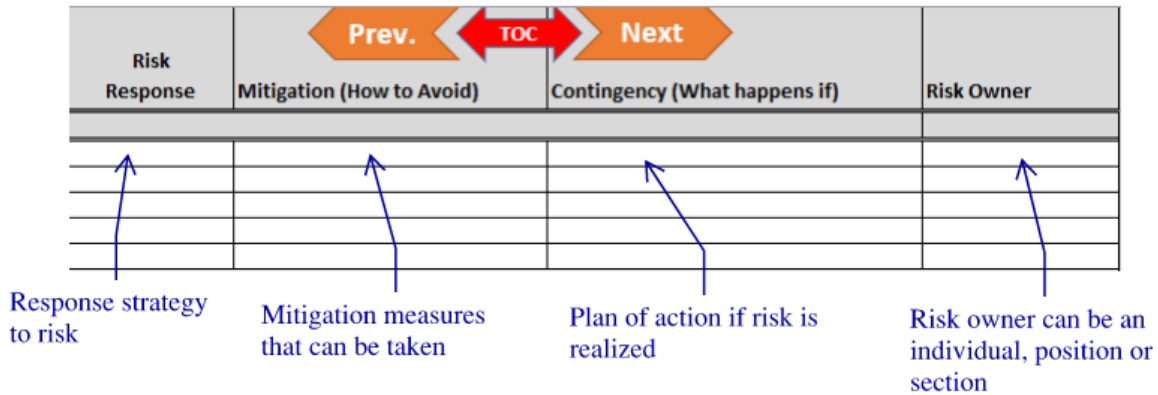 Prev.
TOC
Next
Risk
Response
Mitigation (How to Avoid)
Contingency (What happens if)
Risk Owner
Response strategy
to risk
Mitigation measures
that can be taken
Plan of action if risk is
realized
Risk owner can be an
individual, position or
section